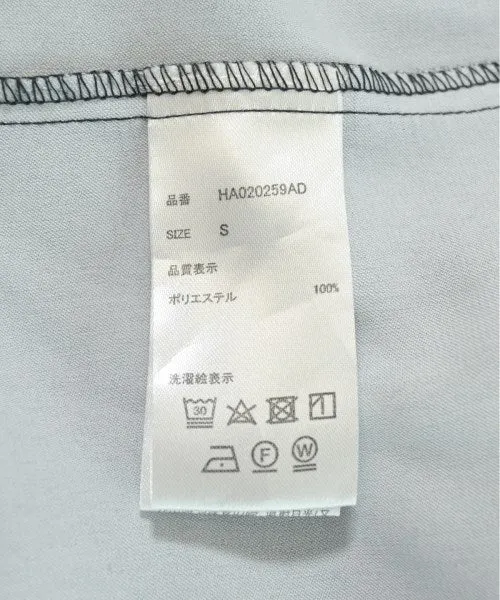 品番 HA020259AD
SIZE S
品質表示
ポリエステル 100%
洗濯絵表示
30
F W